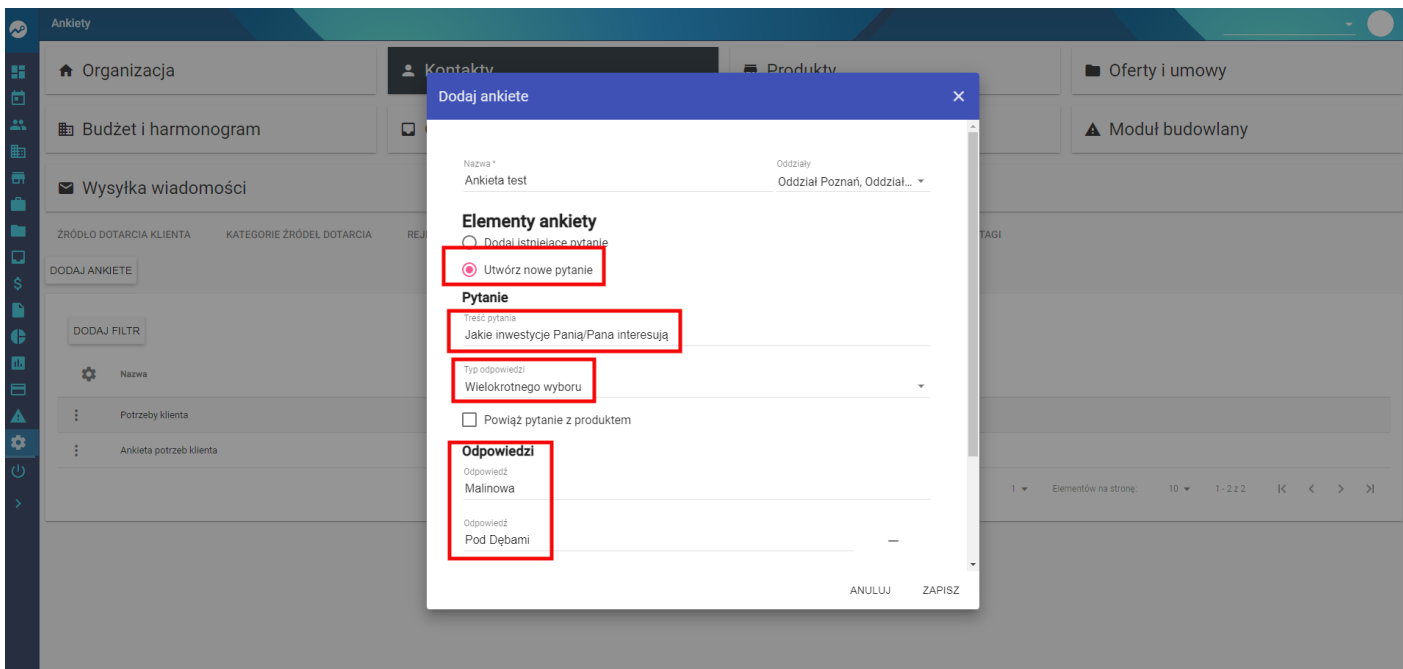 Ankiety
Organizacja
Kontakty
Produkty
Oferty i umowy
Budżet i harmonogram
Moduł budowlany
Wysyłka wiadomości
ŹRÓDŁO DOTARCIA KLIENTA
KATEGORIE ŹRÓDEŁ DOTARCIA
REJ
TAGI
DODAJ ANKIETE
DODAJ FILTR
Nazwa
Potrzeby klienta
Ankieta potrzeb klienta
1
Elementów na stronę:
10
1 - 2 z 2
Dodaj ankiete
Nazwa *
Oddziały
Ankieta test
Oddział Poznań, Oddział...
Elementy ankiety
Dodaj istniejące pytanie
Utwórz nowe pytanie
Pytanie
Treść pytania
Jakie inwestycje Panią/Pana interesują
Typ odpowiedzi
Wielokrotnego wyboru
Powiąż pytanie z produktem
Odpowiedzi
Odpowiedź
Malinowa
Odpowiedź
Pod Dębami
ANULUJ
ZAPISZ